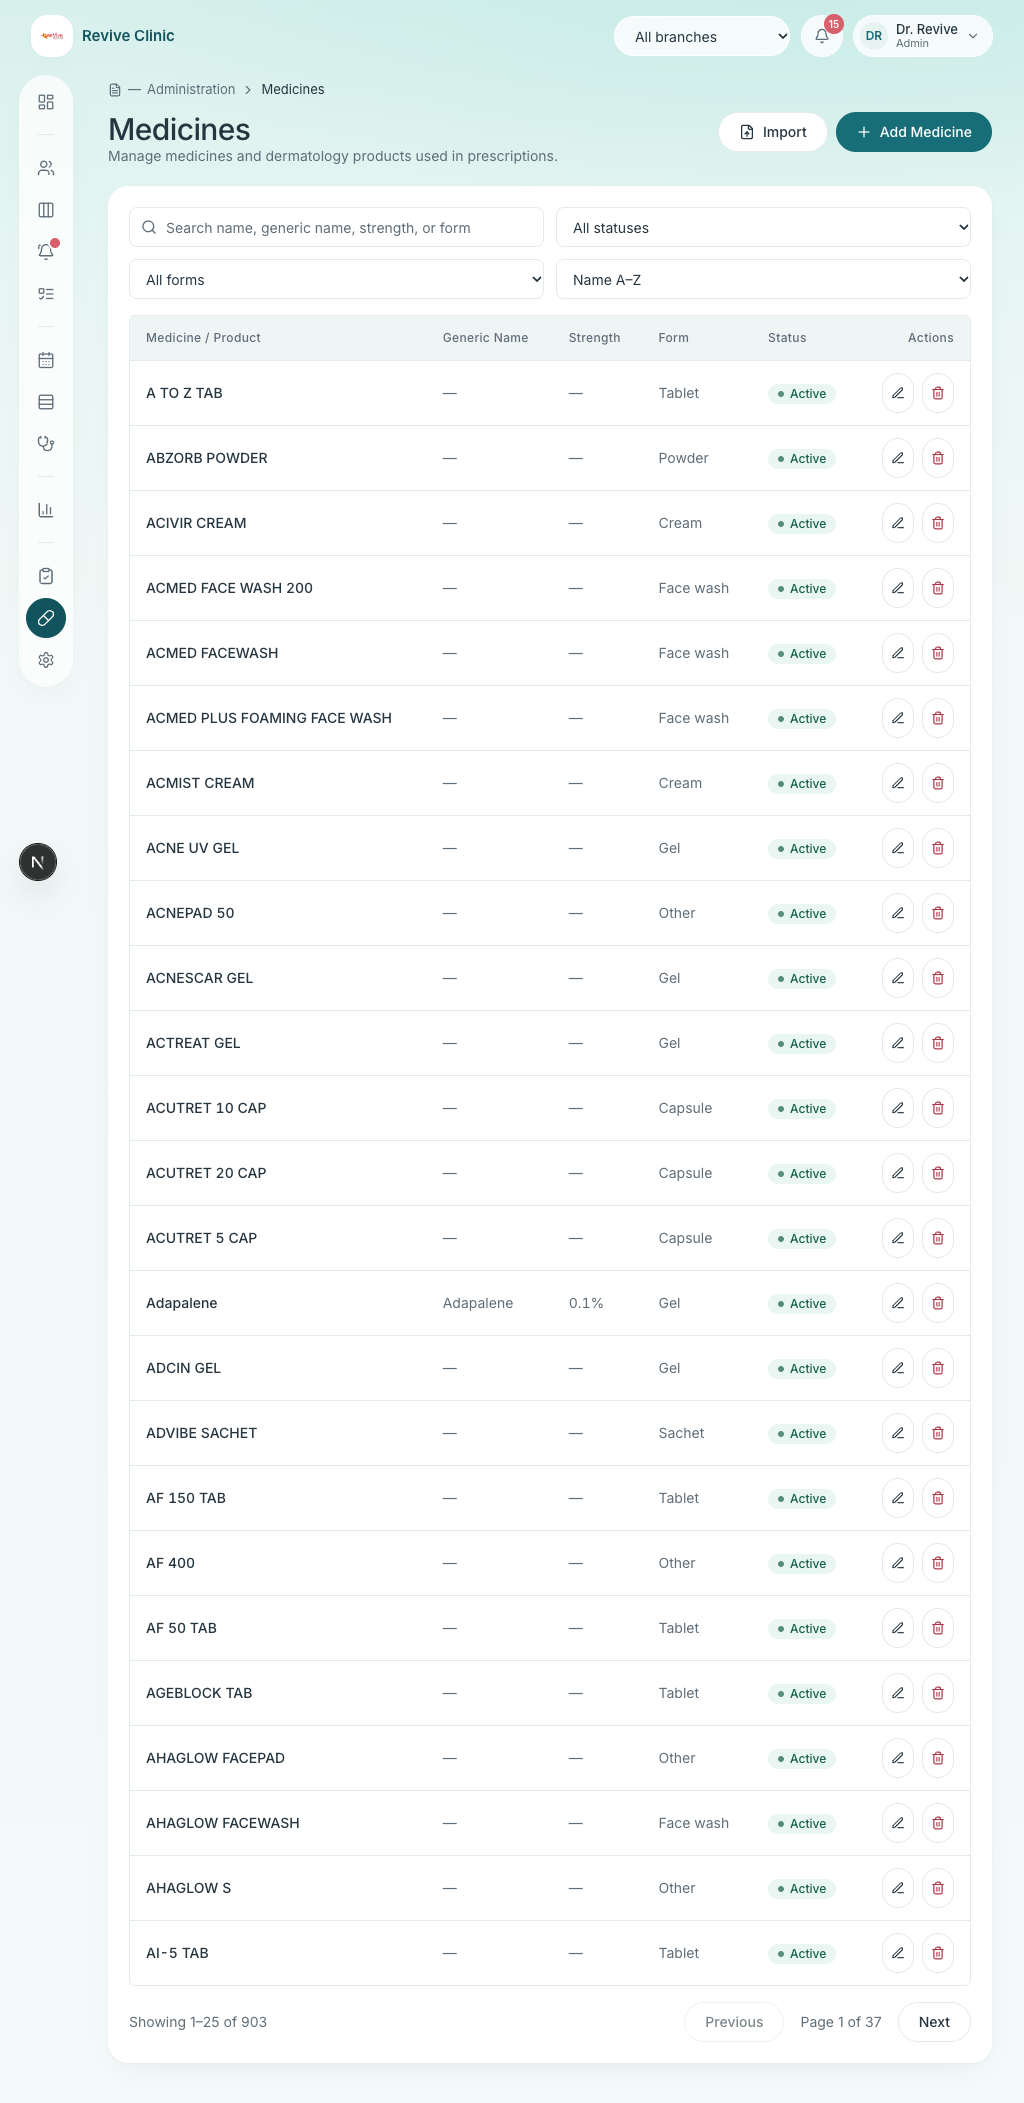 Revive Clinic
All branches
15
DR
Dr. Revive
Admin
— Administration > Medicines
Medicines
Manage medicines and dermatology products used in prescriptions.
Import
+ Add Medicine
Search name, generic name, strength, or form
All statuses
All forms
Name A–Z
Medicine / Product Generic Name Strength Form Status Actions
A TO Z TAB — — Tablet Active
ABZORB POWDER — — Powder Active
ACIVIR CREAM — — Cream Active
ACMED FACE WASH 200 — — Face wash Active
ACMED FACEWASH — — Face wash Active
ACMED PLUS FOAMING FACE WASH — — Face wash Active
ACMIST CREAM — — Cream Active
ACNE UV GEL — — Gel Active
ACNEPAD 50 — — Other Active
ACNESCAR GEL — — Gel Active
ACTREAT GEL — — Gel Active
ACUTRET 10 CAP — — Capsule Active
ACUTRET 20 CAP — — Capsule Active
ACUTRET 5 CAP — — Capsule Active
Adapalene Adapalene 0.1% Gel Active
ADCIN GEL — — Gel Active
ADVIBE SACHET — — Sachet Active
AF 150 TAB — — Tablet Active
AF 400 — — Other Active
AF 50 TAB — — Tablet Active
AGEBLOCK TAB — — Tablet Active
AHAGLOW FACEPAD — — Other Active
AHAGLOW FACEWASH — — Face wash Active
AHAGLOW S — — Other Active
AI-5 TAB — — Tablet Active
N
Showing 1–25 of 903
Previous
Page 1 of 37
Next